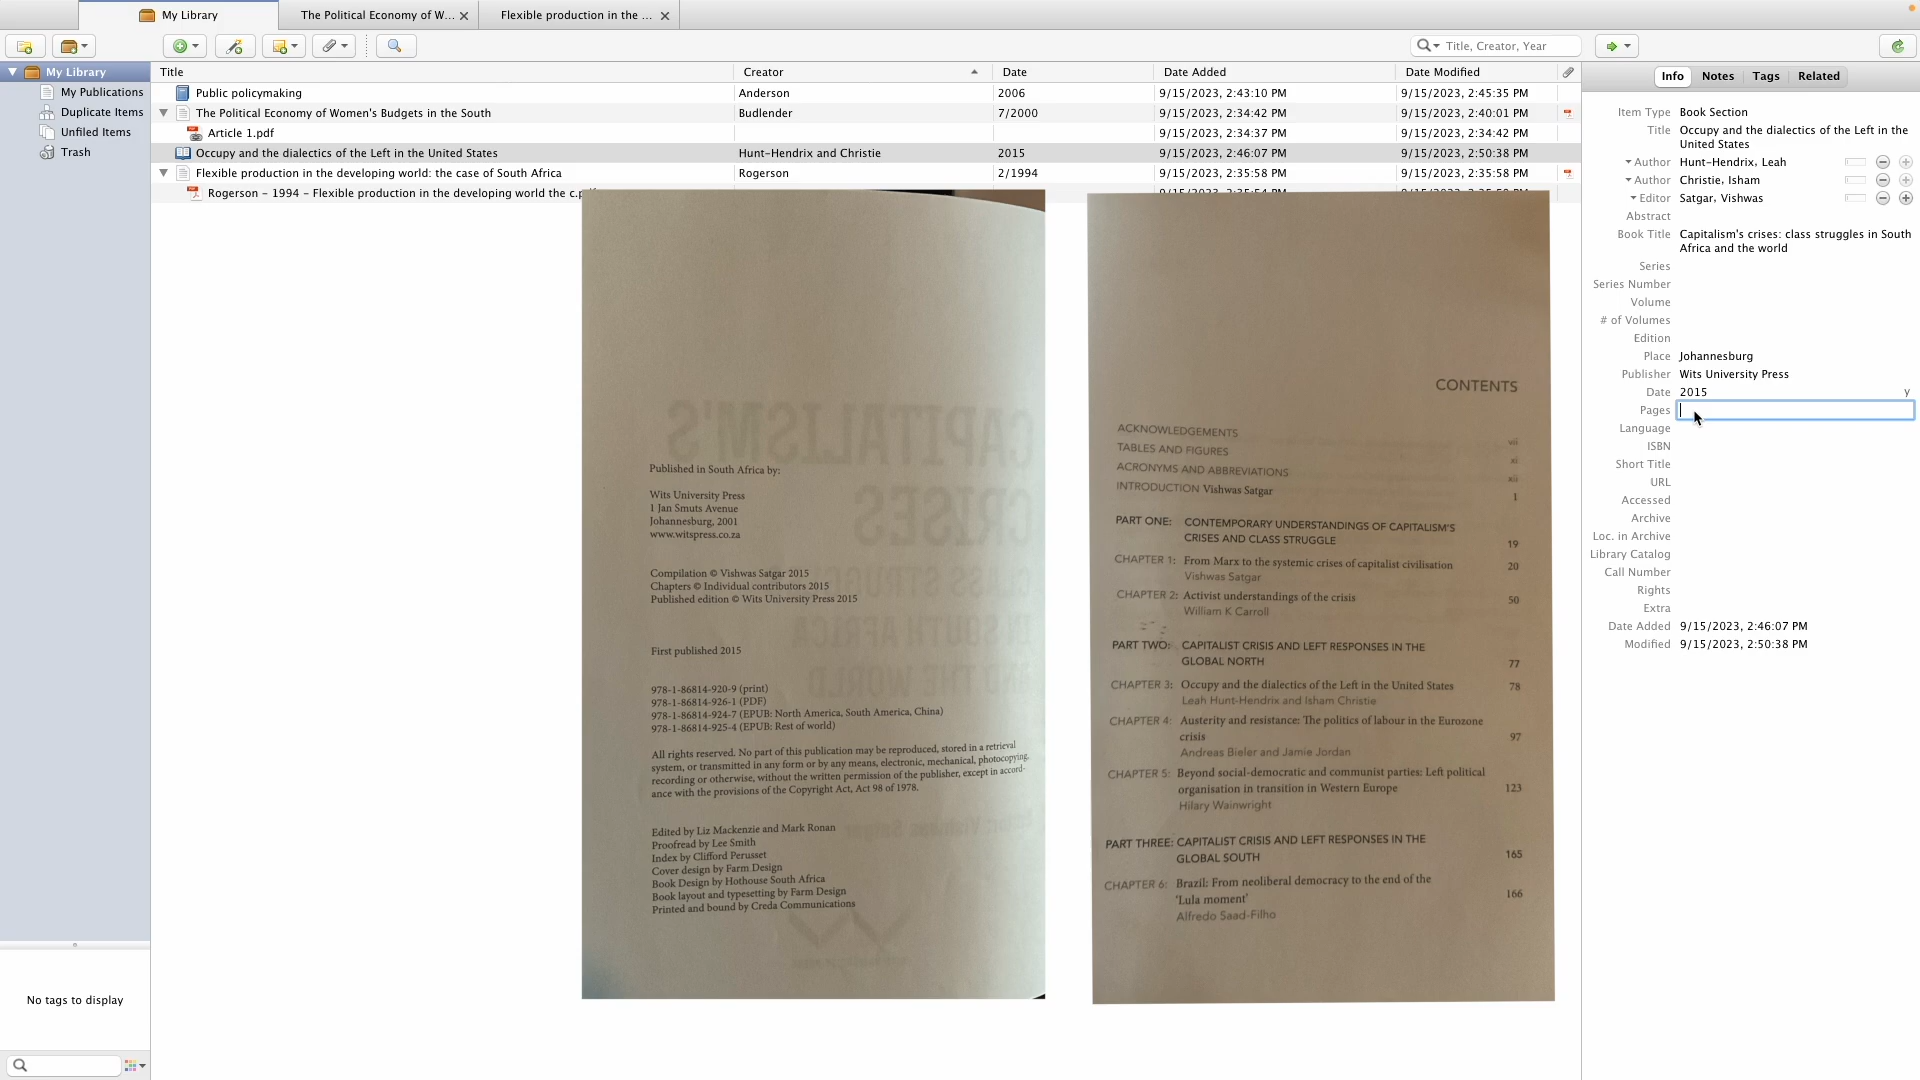 My Library
The Political Economy of W...
Flexible production in the ...
Title, Creator, Year
My Library
My Publications
Duplicate Items
Unfiled Items
Trash
No tags to display
Title Creator Date Date Added Date Modified
Public policymaking Anderson 2006 9/15/2023, 2:43:10 PM 9/15/2023, 2:45:35 PM
The Political Economy of Women's Budgets in the South Budlender 7/2000 9/15/2023, 2:34:42 PM 9/15/2023, 2:40:01 PM
Article 1.pdf 9/15/2023, 2:34:37 PM 9/15/2023, 2:34:42 PM
Occupy and the dialectics of the Left in the United States Hunt-Hendrix and Christie 2015 9/15/2023, 2:46:07 PM 9/15/2023, 2:50:38 PM
Flexible production in the developing world: the case of South Africa Rogerson 2/1994 9/15/2023, 2:35:58 PM 9/15/2023, 2:35:58 PM
Rogerson - 1994 - Flexible production in the developing world the c.pdf
Published in South Africa by:
Wits University Press
1 Jan Smuts Avenue
Johannesburg, 2001
www.witspress.co.za
Compilation © Vishwas Satgar 2015
Chapters © Individual contributors 2015
Published edition © Wits University Press 2015
First published 2015
978-1-86814-920-9 (print)
978-1-86814-926-1 (PDF)
978-1-86814-924-7 (EPUB: North America, South America, China)
978-1-86814-925-4 (EPUB: Rest of world)
All rights reserved. No part of this publication may be reproduced, stored in a retrieval
system, or transmitted in any form or by any means, electronic, mechanical, photocopying,
recording or otherwise, without the written permission of the publisher, except in accord-
ance with the provisions of the Copyright Act, Act 98 of 1978.
Edited by Liz Mackenzie and Mark Ronan
Proofread by Lee Smith
Index by Clifford Perusset
Cover design by Farm Design
Book Design by Hothouse South Africa
Book layout and typesetting by Farm Design
Printed and bound by Creda Communications
CONTENTS
ACKNOWLEDGEMENTS vii
TABLES AND FIGURES xi
ACRONYMS AND ABBREVIATIONS xii
INTRODUCTION Vishwas Satgar 1
PART ONE: CONTEMPORARY UNDERSTANDINGS OF CAPITALISM'S
CRISES AND CLASS STRUGGLE 19
CHAPTER 1: From Marx to the systemic crises of capitalist civilisation 20
Vishwas Satgar
CHAPTER 2: Activist understandings of the crisis 50
William K Carroll
PART TWO: CAPITALIST CRISIS AND LEFT RESPONSES IN THE
GLOBAL NORTH 77
CHAPTER 3: Occupy and the dialectics of the Left in the United States 78
Leah Hunt-Hendrix and Isham Christie
CHAPTER 4: Austerity and resistance: The politics of labour in the Eurozone
crisis 97
Andreas Bieler and Jamie Jordan
CHAPTER 5: Beyond social-democratic and communist parties: Left political
organisation in transition in Western Europe 123
Hilary Wainwright
PART THREE: CAPITALIST CRISIS AND LEFT RESPONSES IN THE
GLOBAL SOUTH 165
CHAPTER 6: Brazil: From neoliberal democracy to the end of the
'Lula moment' 166
Alfredo Saad-Filho
Info Notes Tags Related
Item Type Book Section
Title Occupy and the dialectics of the Left in the
United States
Author Hunt-Hendrix, Leah
Author Christie, Isham
Editor Satgar, Vishwas
Abstract
Book Title Capitalism's crises: class struggles in South
Africa and the world
Series
Series Number
Volume
# of Volumes
Edition
Place Johannesburg
Publisher Wits University Press
Date 2015 y
Pages
Language
ISBN
Short Title
URL
Accessed
Archive
Loc. in Archive
Library Catalog
Call Number
Rights
Extra
Date Added 9/15/2023, 2:46:07 PM
Modified 9/15/2023, 2:50:38 PM